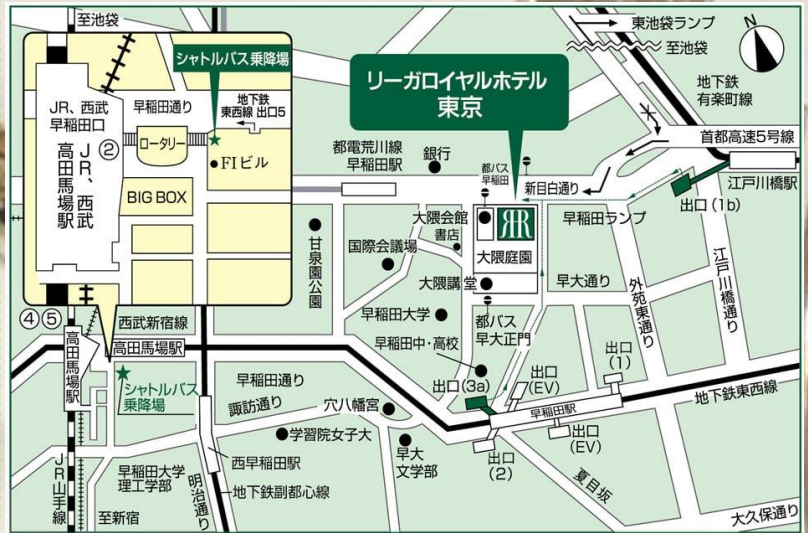 至池袋
シャトルバス乗降場
JR、西武
早稲田口
②
早稲田通り
地下鉄
東西線 出口5
ロータリー
FIビル
JR、西武
高田馬場駅
BIG BOX
④⑤
リーガロイヤルホテル
東京
東池袋ランプ
至池袋
N
地下鉄
有楽町線
首都高速5号線
都電荒川線
早稲田駅
銀行
都バス
早稲田
新目白通り
江戸川橋駅
出口(1b)
早稲田ランプ
大隈会館
書店
大隈庭園
甘泉園公園
国際会議場
大隈講堂
早大通り
外苑東通り
江戸川橋通り
早稲田大学
都バス
早大正門
早稲田中・高校
西武新宿線
高田馬場駅
高田馬場駅
シャトルバス
乗降場
早稲田通り
諏訪通り
穴八幡宮
出口(3a)
出口
(EV)
出口
(1)
早稲田駅
地下鉄東西線
出口
(2)
出口
(EV)
学習院女子大
早大
文学部
西早稲田駅
夏目坂
早稲田大学
理工学部
明治通り
地下鉄副都心線
JR山手線
至新宿
大久保通り